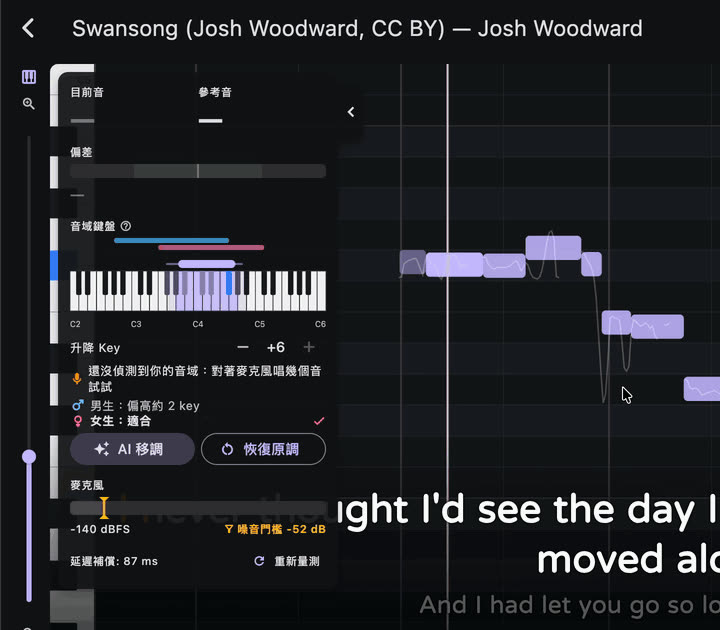 Swansong (Josh Woodward, CC BY) — Josh Woodward
目前音
參考音
偏差
音域鍵盤
C2 C3 C4 C5 C6
升降 Key
+6
還沒偵測到你的音域：對著麥克風唱幾個音
試試
男生：偏高約 2 key
女生：適合
AI 移調
恢復原調
麥克風
I never thought I'd see the day I
-140 dBFS
噪音門檻 -52 dB
moved alo
延遲補償: 87 ms
重新量測
And I had let you go so lo